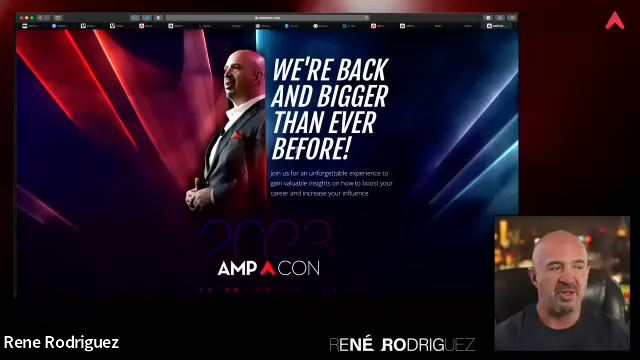 WE'RE BACK
AND BIGGER
THAN EVER
BEFORE!
Join us for an unforgettable experience to
gain valuable insights on how to boost your
career and increase your influence
2023
AMP CON
Rene Rodriguez
RENÉ RODRIGUEZ